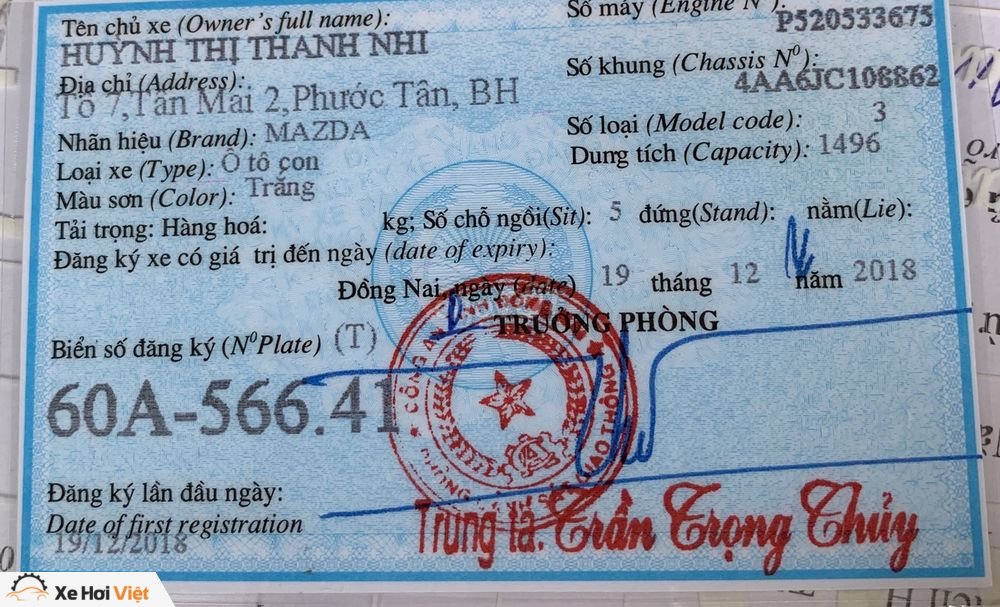 Tên chủ xe (Owner's full name):
HUỲNH THỊ THANH NHI
Địa chỉ (Address):
Tổ 7,Tân Mai 2,Phước Tân, BH
Nhãn hiệu (Brand): MAZDA
Loại xe (Type): Ô tô con
Màu sơn (Color): Trắng
Số máy (Engine N°):
P520533675
Số khung (Chassis N°):
4AA6JC108862
Số loại (Model code): 3
Dung tích (Capacity): 1496
Tải trọng: Hàng hoá: kg; Số chỗ ngồi(Sit): 5 đứng(Stand): nằm(Lie):
Đăng ký xe có giá trị đến ngày (date of expiry):
Đồng Nai, ngày (date) 19 tháng 12 năm 2018
TRƯỞNG PHÒNG
Biển số đăng ký (N°Plate) (T)
60A-566.41
Đăng ký lần đầu ngày:
Date of first registration
19/12/2018
Trung tá. Trần Trọng Thủy
Xe Hơi Việt